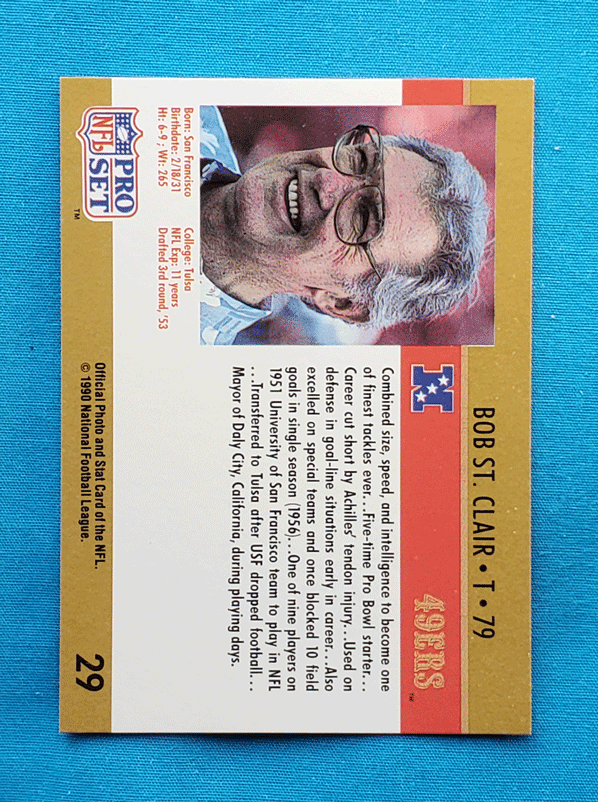 BOB ST. CLAIR • T • 79
49ERS™
N
Combined size, speed, and intelligence to become one
of finest tackles ever...Five-time Pro Bowl starter...
Career cut short by Achilles' tendon injury...Used on
defense in goal-line situations early in career...Also
excelled on special teams and once blocked 10 field
goals in single season (1956)...One of nine players on
1951 University of San Francisco team to play in NFL
...Transferred to Tulsa after USF dropped football...
Mayor of Daly City, California, during playing days.
Born: San Francisco
Birthdate: 2/18/31
Ht: 6-9 ; Wt: 265
College: Tulsa
NFL Exp: 11 years
Drafted 3rd round, '53
NFL PRO
SET
™
Official Photo and Stat Card of the NFL.
© 1990 National Football League.
29